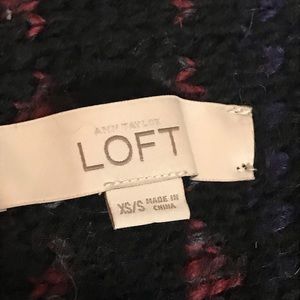 ANN TAYLOR
LOFT
XS/S MADE IN
CHINA